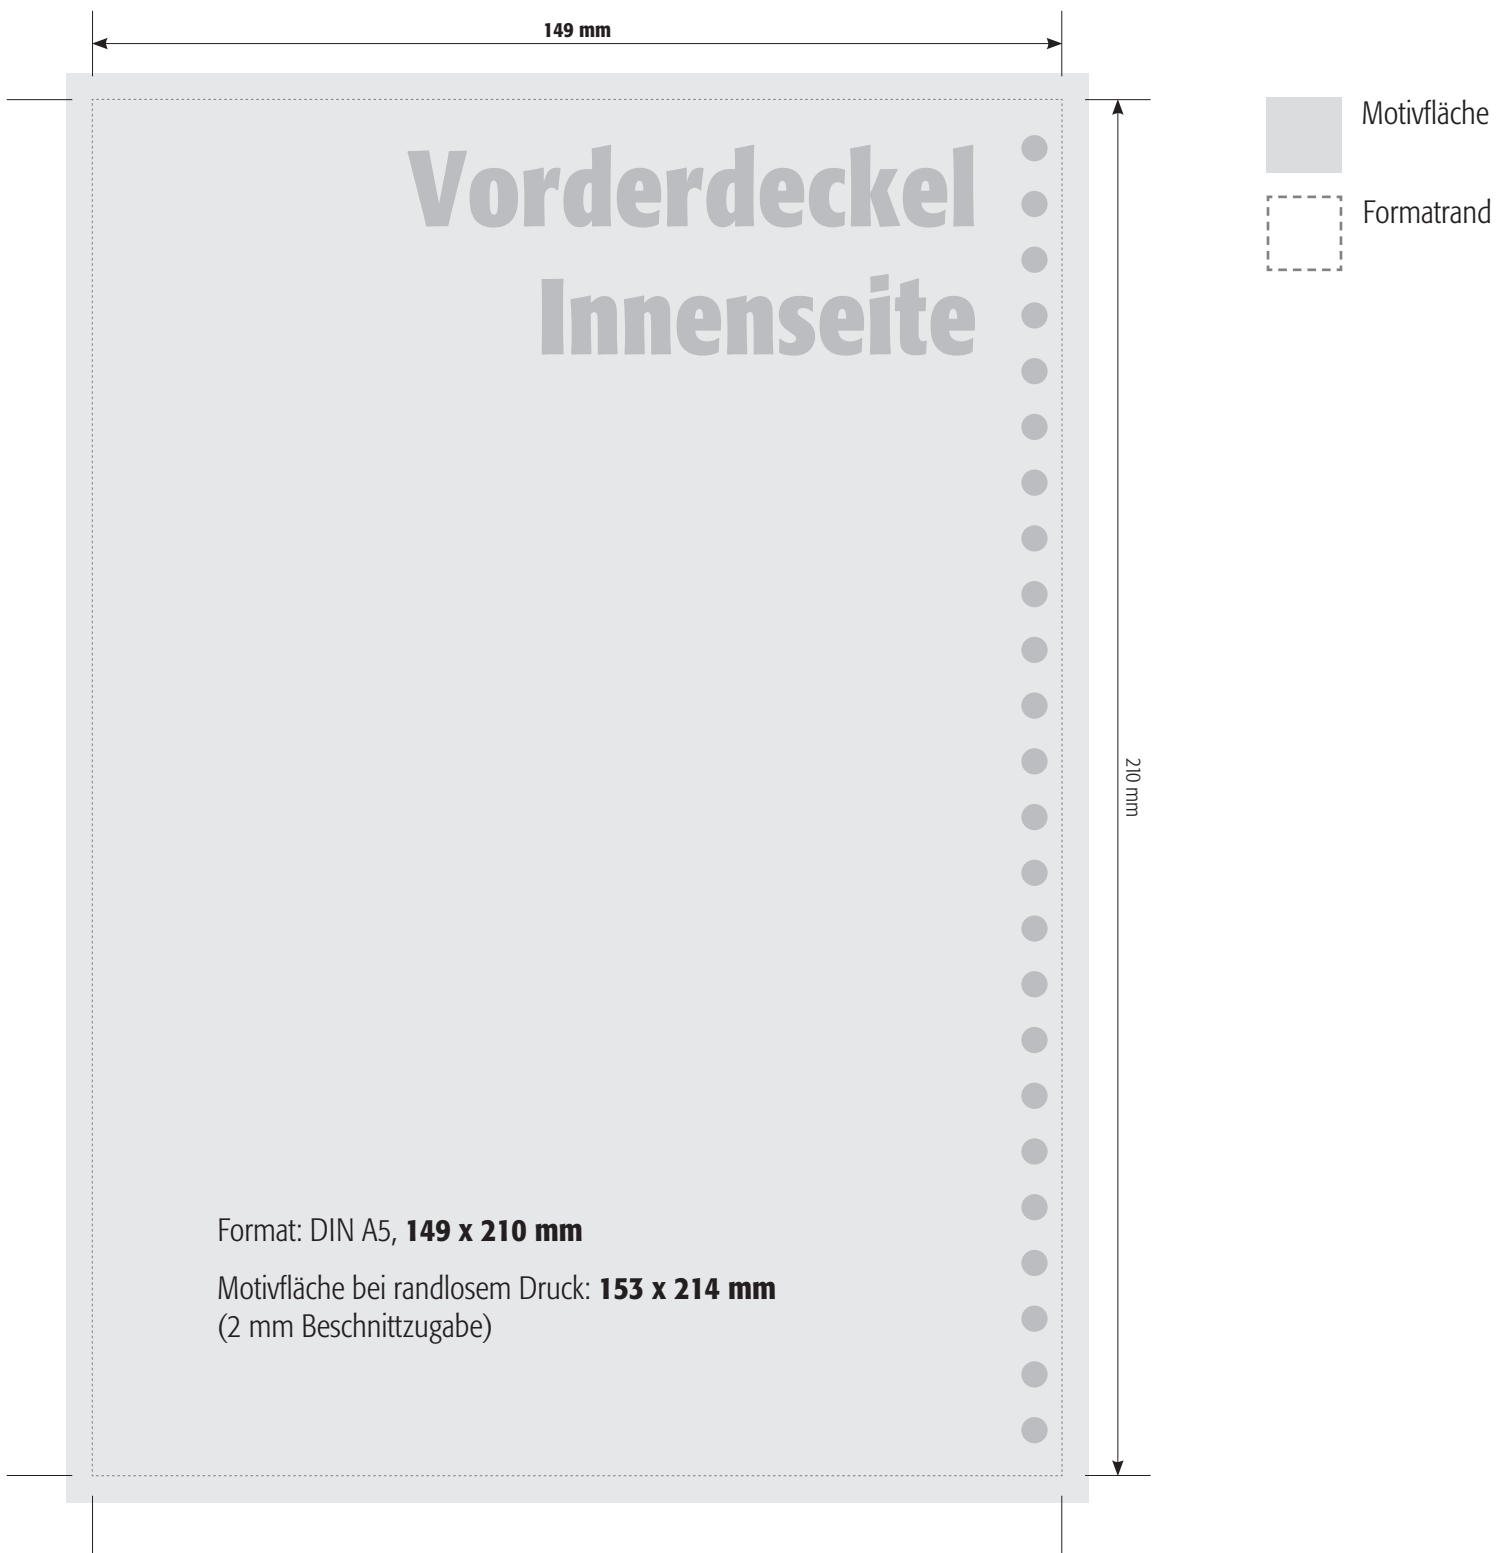 149 mm
Motivfläche
Formatrand
Vorderdeckel
Innenseite
210 mm
Format: DIN A5, 149 x 210 mm
Motivfläche bei randlosem Druck: 153 x 214 mm
(2 mm Beschnittzugabe)